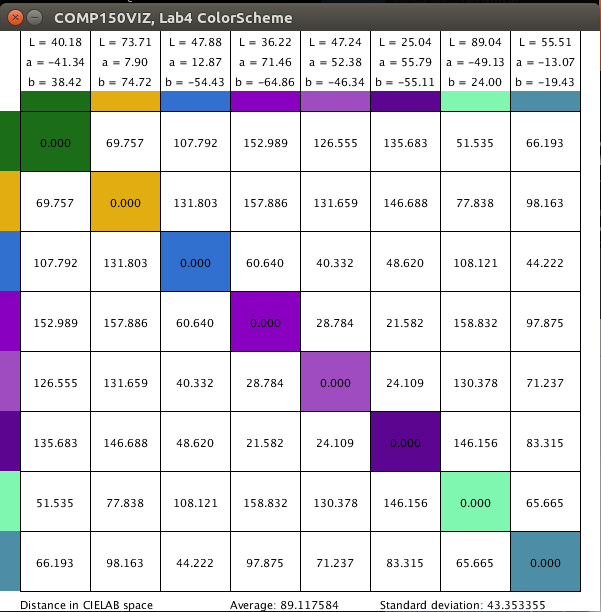 COMP150VIZ, Lab4 ColorScheme
L = 40.18 L = 73.71 L = 47.88 L = 36.22 L = 47.24 L = 25.04 L = 89.04 L = 55.51
a = −41.34 a = 7.90 a = 12.87 a = 71.46 a = 52.38 a = 55.79 a = −49.13 a = −13.07
b = 38.42 b = 74.72 b = −54.43 b = −64.86 b = −46.34 b = −55.11 b = 24.00 b = −19.43
0.000 69.757 107.792 152.989 126.555 135.683 51.535 66.193
69.757 0.000 131.803 157.886 131.659 146.688 77.838 98.163
107.792 131.803 0.000 60.640 40.332 48.620 108.121 44.222
152.989 157.886 60.640 0.000 28.784 21.582 158.832 97.875
126.555 131.659 40.332 28.784 0.000 24.109 130.378 71.237
135.683 146.688 48.620 21.582 24.109 0.000 146.156 83.315
51.535 77.838 108.121 158.832 130.378 146.156 0.000 65.665
66.193 98.163 44.222 97.875 71.237 83.315 65.665 0.000
Distance in CIELAB space Average: 89.117584 Standard deviation: 43.353355